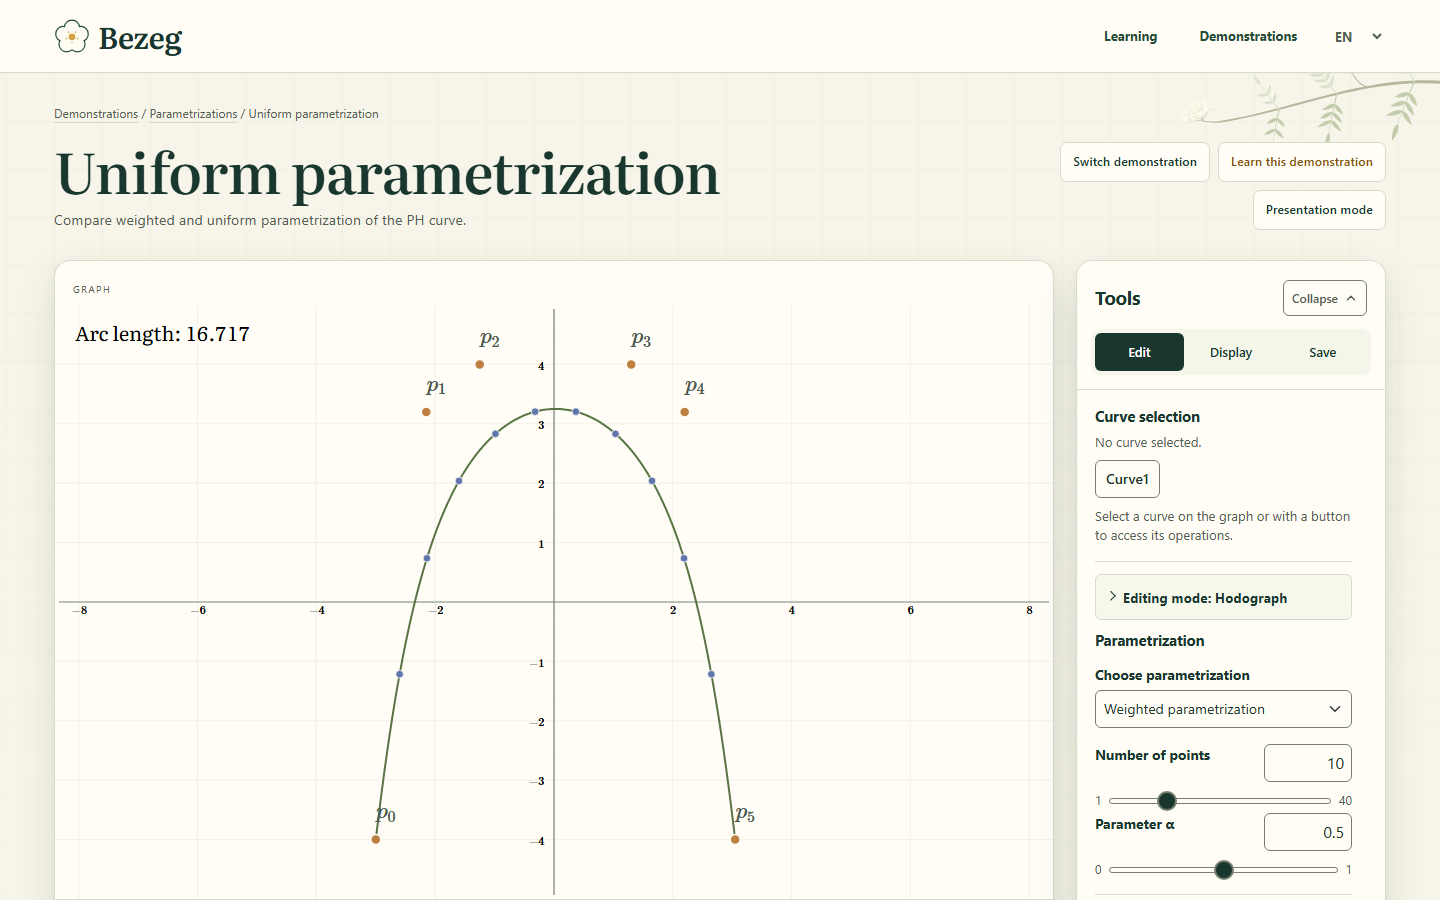 Bezeg
Learning
Demonstrations
EN
Demonstrations / Parametrizations / Uniform parametrization
Uniform parametrization
Compare weighted and uniform parametrization of the PH curve.
Switch demonstration
Learn this demonstration
Presentation mode
GRAPH
Arc length: 16.717
p2
p3
p1
p4
p0
p5
4
3
2
1
−1
−2
−3
−4
−8
−6
−4
−2
2
4
6
8
Tools
Collapse
Edit
Display
Save
Curve selection
No curve selected.
Curve1
Select a curve on the graph or with a button
to access its operations.
Editing mode: Hodograph
Parametrization
Choose parametrization
Weighted parametrization
Number of points
10
1
40
Parameter α
0.5
0
1